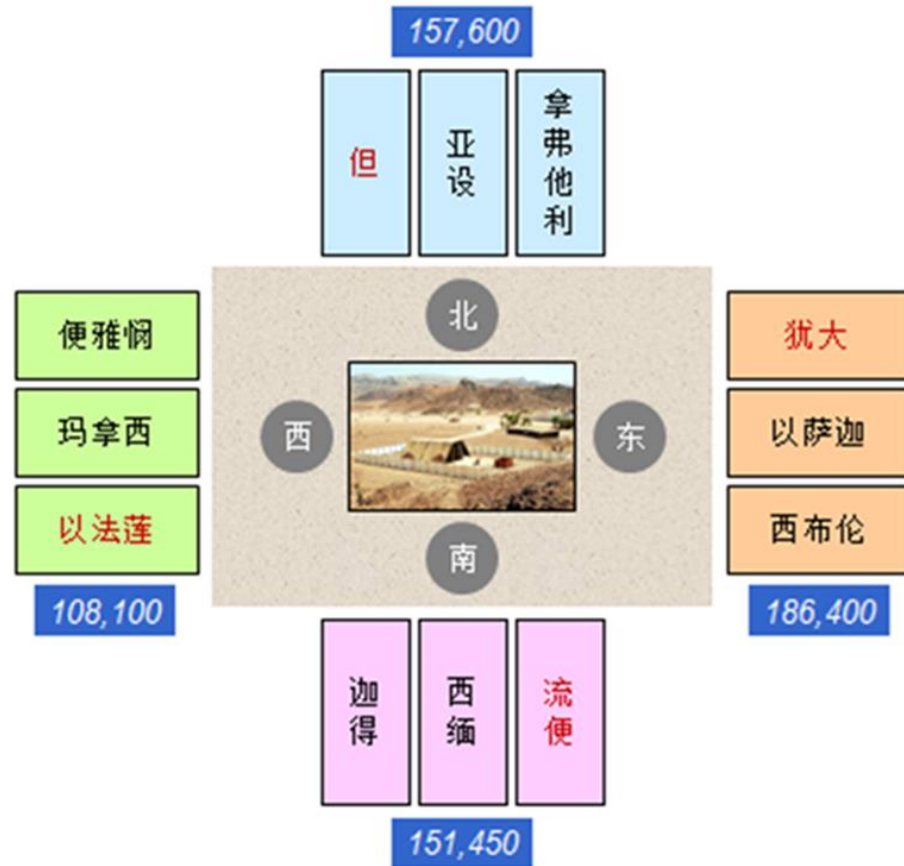 157,600
但
亚设
拿弗他利
北
便雅悯
玛拿西
以法莲
108,100
西
东
犹大
以萨迦
西布伦
186,400
南
迦得
西缅
流便
151,450